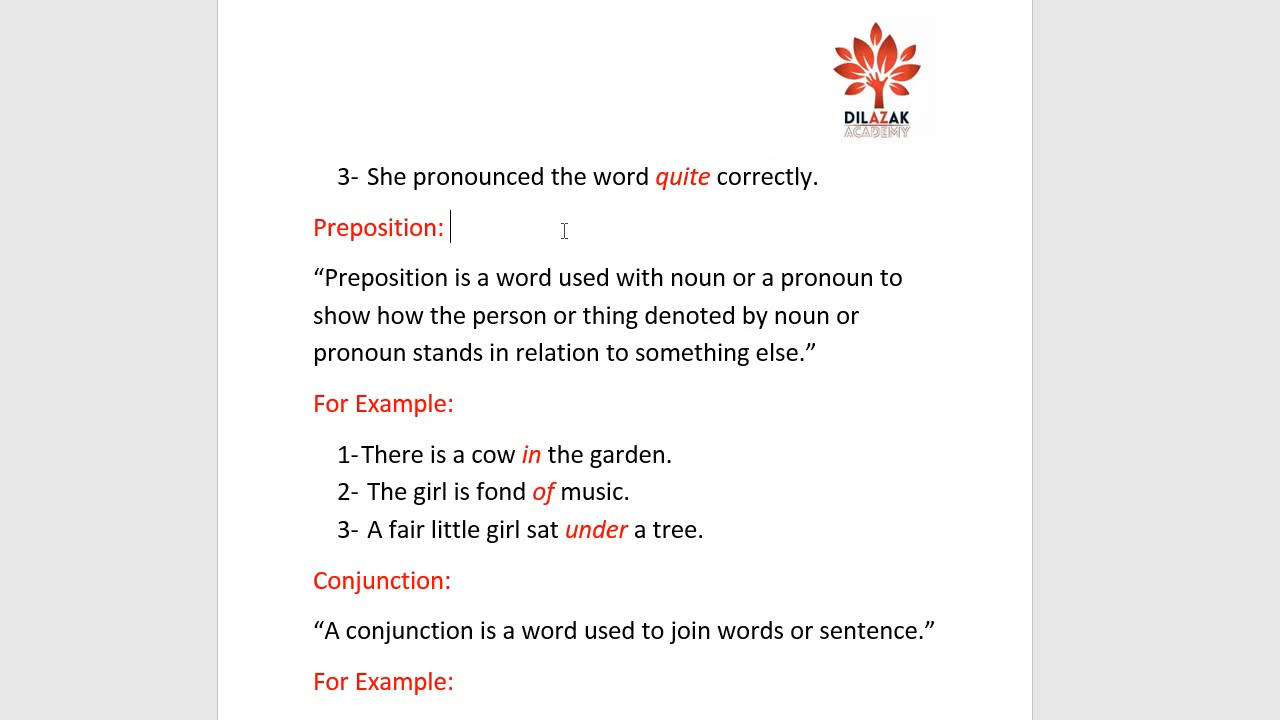 DILAZAK
ACADEMY
3- She pronounced the word quite correctly.
Preposition:
“Preposition is a word used with noun or a pronoun to
show how the person or thing denoted by noun or
pronoun stands in relation to something else.”
For Example:
1-There is a cow in the garden.
2- The girl is fond of music.
3- A fair little girl sat under a tree.
Conjunction:
“A conjunction is a word used to join words or sentence.”
For Example: